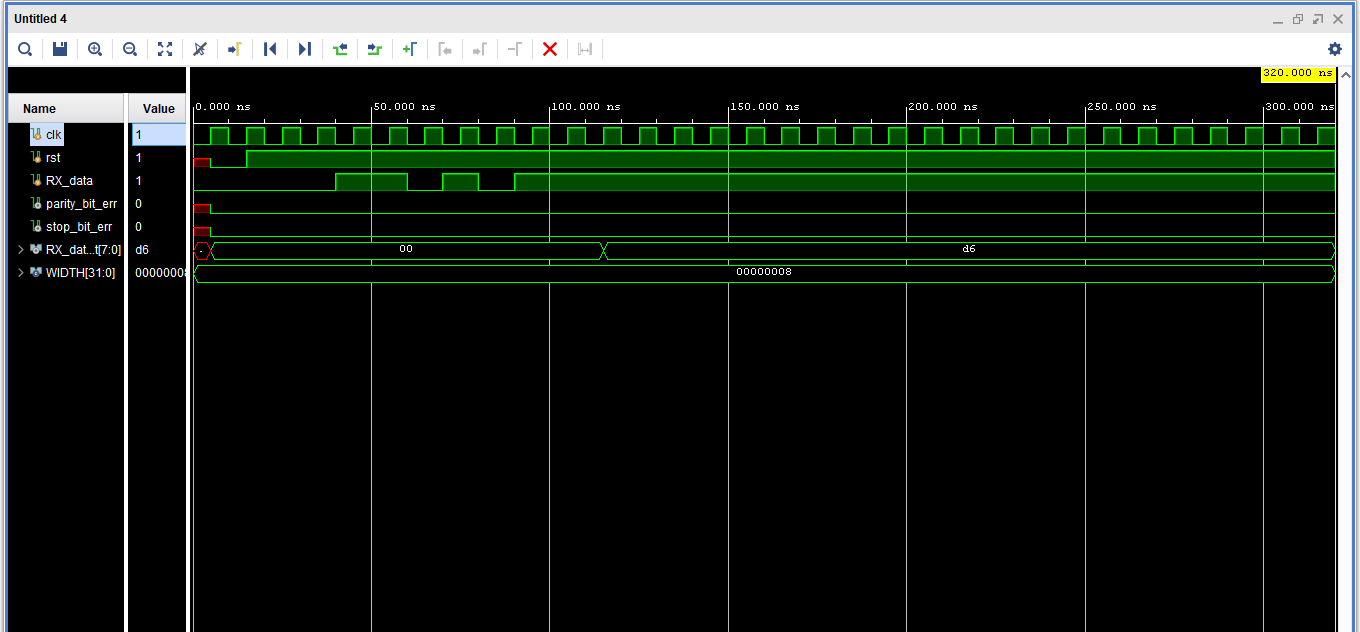 Untitled 4
320.000 ns
Name Value
0.000 ns 50.000 ns 100.000 ns 150.000 ns 200.000 ns 250.000 ns 300.000 ns
clk 1
rst 1
RX_data 1
parity_bit_err 0
stop_bit_err 0
RX_dat...t[7:0] d6 00 d6
WIDTH[31:0] 00000008 00000008